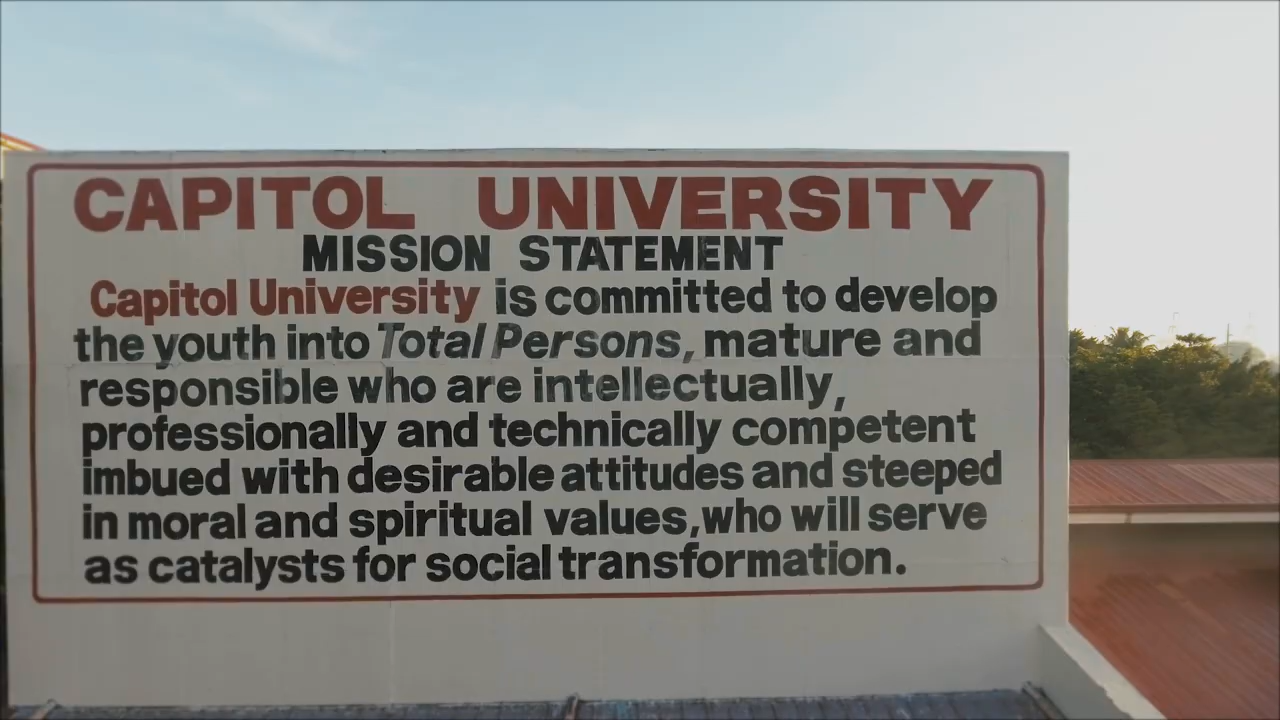 CAPITOL UNIVERSITY
MISSION STATEMENT
Capitol University is committed to develop
the youth into Total Persons, mature and
responsible who are intellectually,
professionally and technically competent
imbued with desirable attitudes and steeped
in moral and spiritual values,who will serve
as catalysts for social transformation.